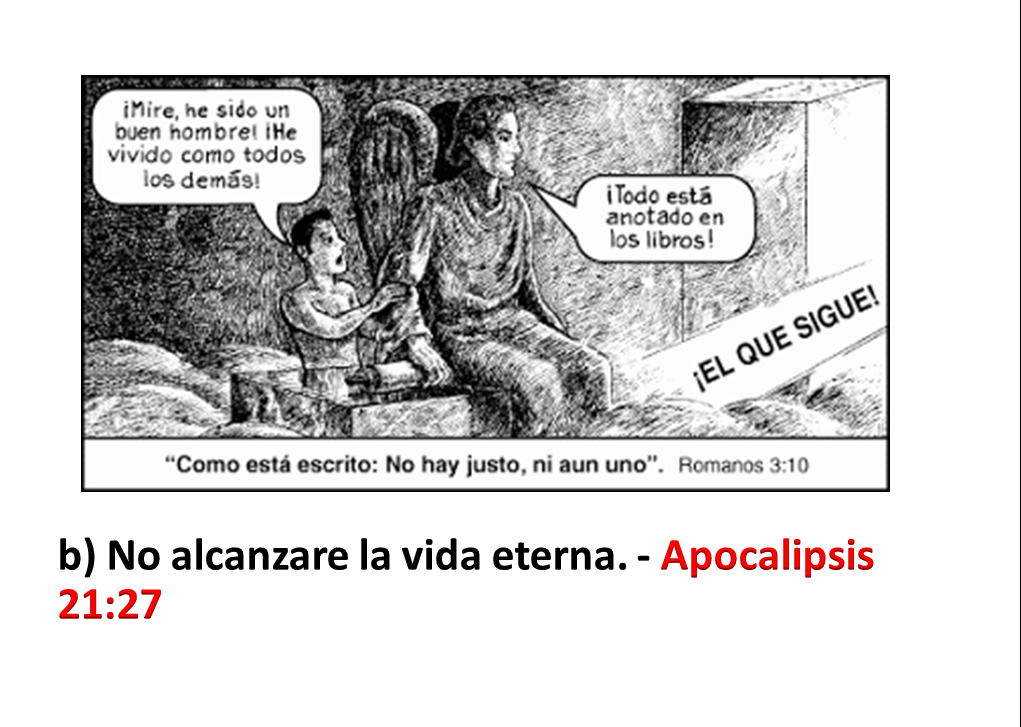 ¡Mire, he sido un
buen hombre! ¡He
vivido como todos
los demás!
¡Todo está
anotado en
los libros!
¡EL QUE SIGUE!
“Como está escrito: No hay justo, ni aun uno”. Romanos 3:10
b) No alcanzare la vida eterna. - Apocalipsis
21:27